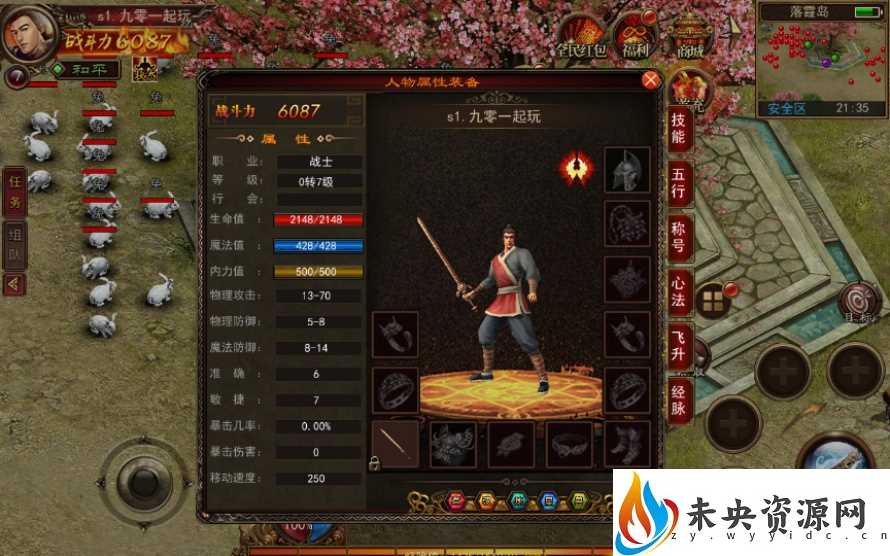 s1.九零一起玩
战斗力6087
7
和平
全民红包
福利
商城
落霞岛
安全区 21:35
人物属性装备
战斗力 6087
属 性
职 业： 战士
等 级： 0转7级
行 会：
生命值 ： 2148/2148
魔法值 ： 428/428
内力值 ： 500/500
物理攻击： 13-70
物理防御： 5-8
魔法防御： 8-14
准 确 ： 6
敏 捷 ： 7
暴击几率： 0.00%
暴击伤害： 0
移动速度： 250
s1.九零一起玩
技能
五行
称号
心法
飞升
经脉
任务
组队
目标
100%
未央资源网
zy.wyyidc.cn